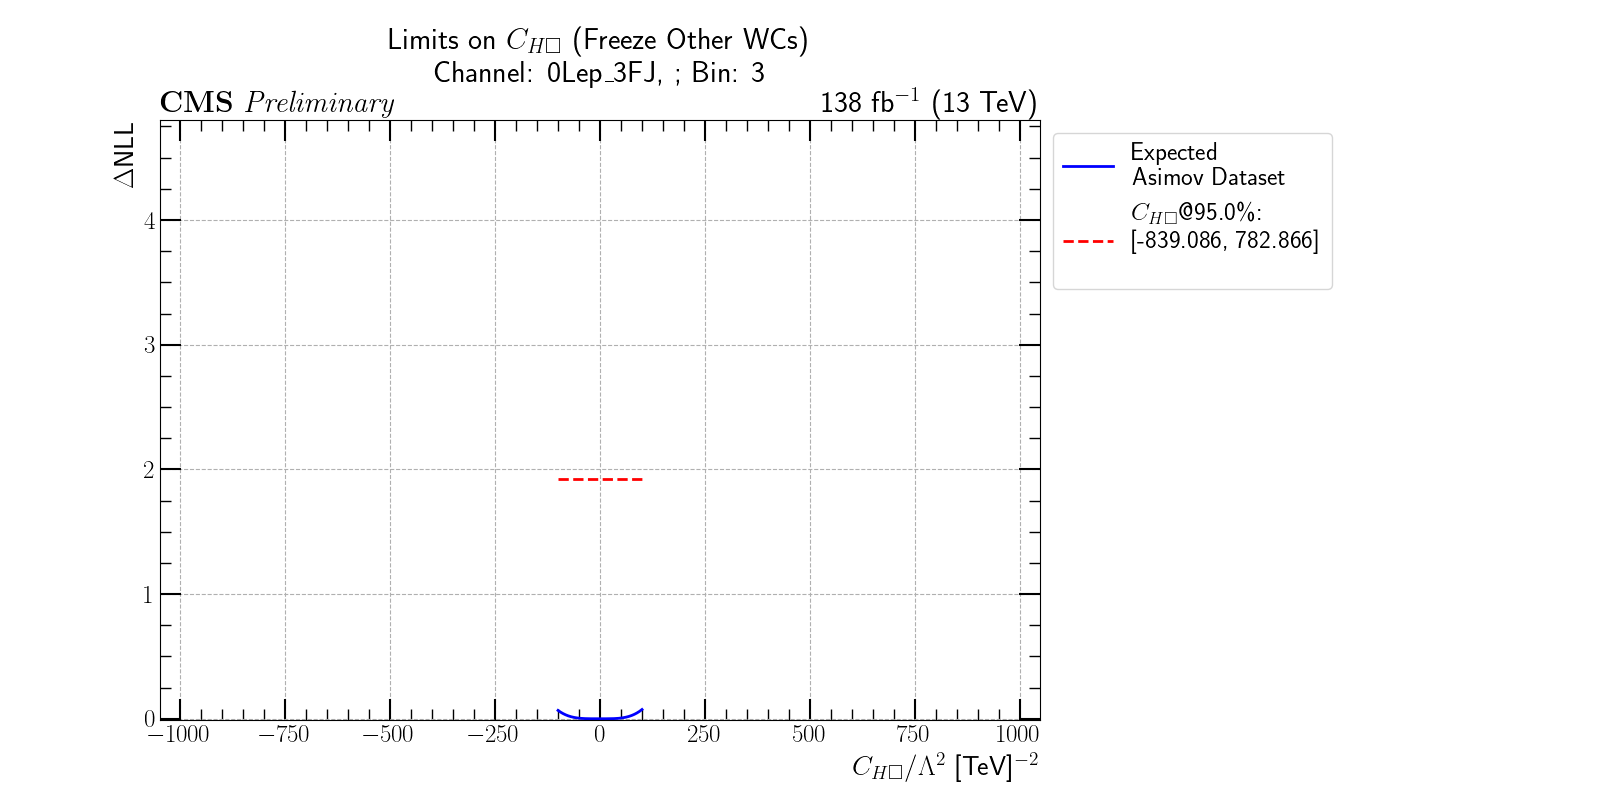 Limits on C_{H□} (Freeze Other WCs)
Channel: 0Lep_3FJ, ; Bin: 3
CMS Preliminary 138 fb⁻¹ (13 TeV)
ΔNLL
4
3
2
1
0
−1000 −750 −500 −250 0 250 500 750 1000
C_{H□}/Λ² [TeV]⁻²
Expected
Asimov Dataset
C_{H□}@95.0%:
[-839.086, 782.866]